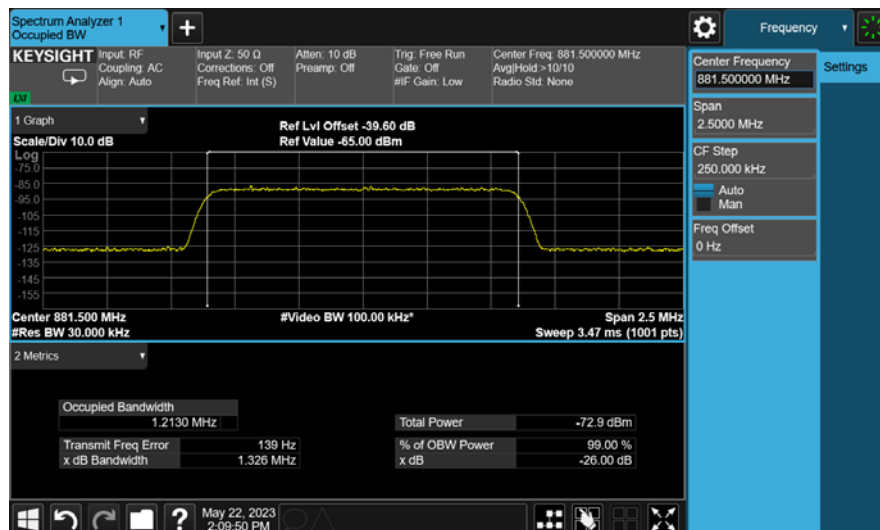 Spectrum Analyzer 1
Occupied BW
+
Frequency
KEYSIGHT
Input: RF
Coupling: AC
Align: Auto
Input Z: 50 Ω
Corrections: Off
Freq Ref: Int (S)
Atten: 10 dB
Preamp: Off
Trig: Free Run
Gate: Off
#IF Gain: Low
Center Freq: 881.500000 MHz
Avg|Hold:>10/10
Radio Std: None
LXI
Center Frequency
881.500000 MHz
Settings
Span
2.5000 MHz
CF Step
250.000 kHz
Auto
Man
Freq Offset
0 Hz
1 Graph
Scale/Div 10.0 dB
Ref Lvl Offset -39.60 dB
Ref Value -65.00 dBm
Log
-75.0
-85.0
-95.0
-105
-115
-125
-135
-145
-155
Center 881.500 MHz
#Video BW 100.00 kHz*
Span 2.5 MHz
#Res BW 30.000 kHz
Sweep 3.47 ms (1001 pts)
2 Metrics
Occupied Bandwidth
1.2130 MHz
Total Power
-72.9 dBm
Transmit Freq Error
139 Hz
% of OBW Power
99.00 %
x dB Bandwidth
1.326 MHz
x dB
-26.00 dB
?
May 22, 2023
2:09:50 PM